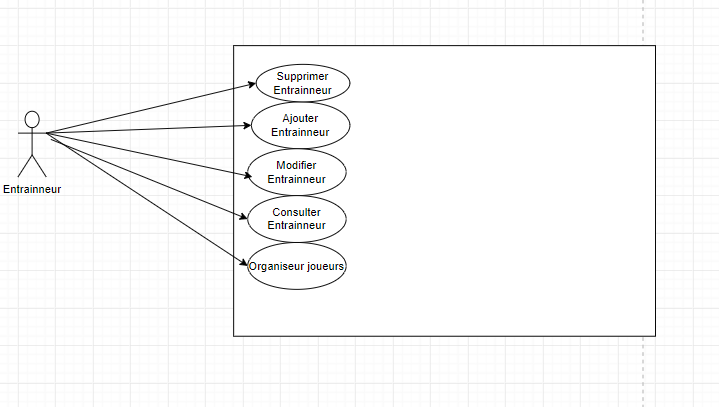 Supprimer
Entrainneur
Ajouter
Entrainneur
Modifier
Entrainneur
Entrainneur
Consulter
Entrainneur
Organiseur joueurs